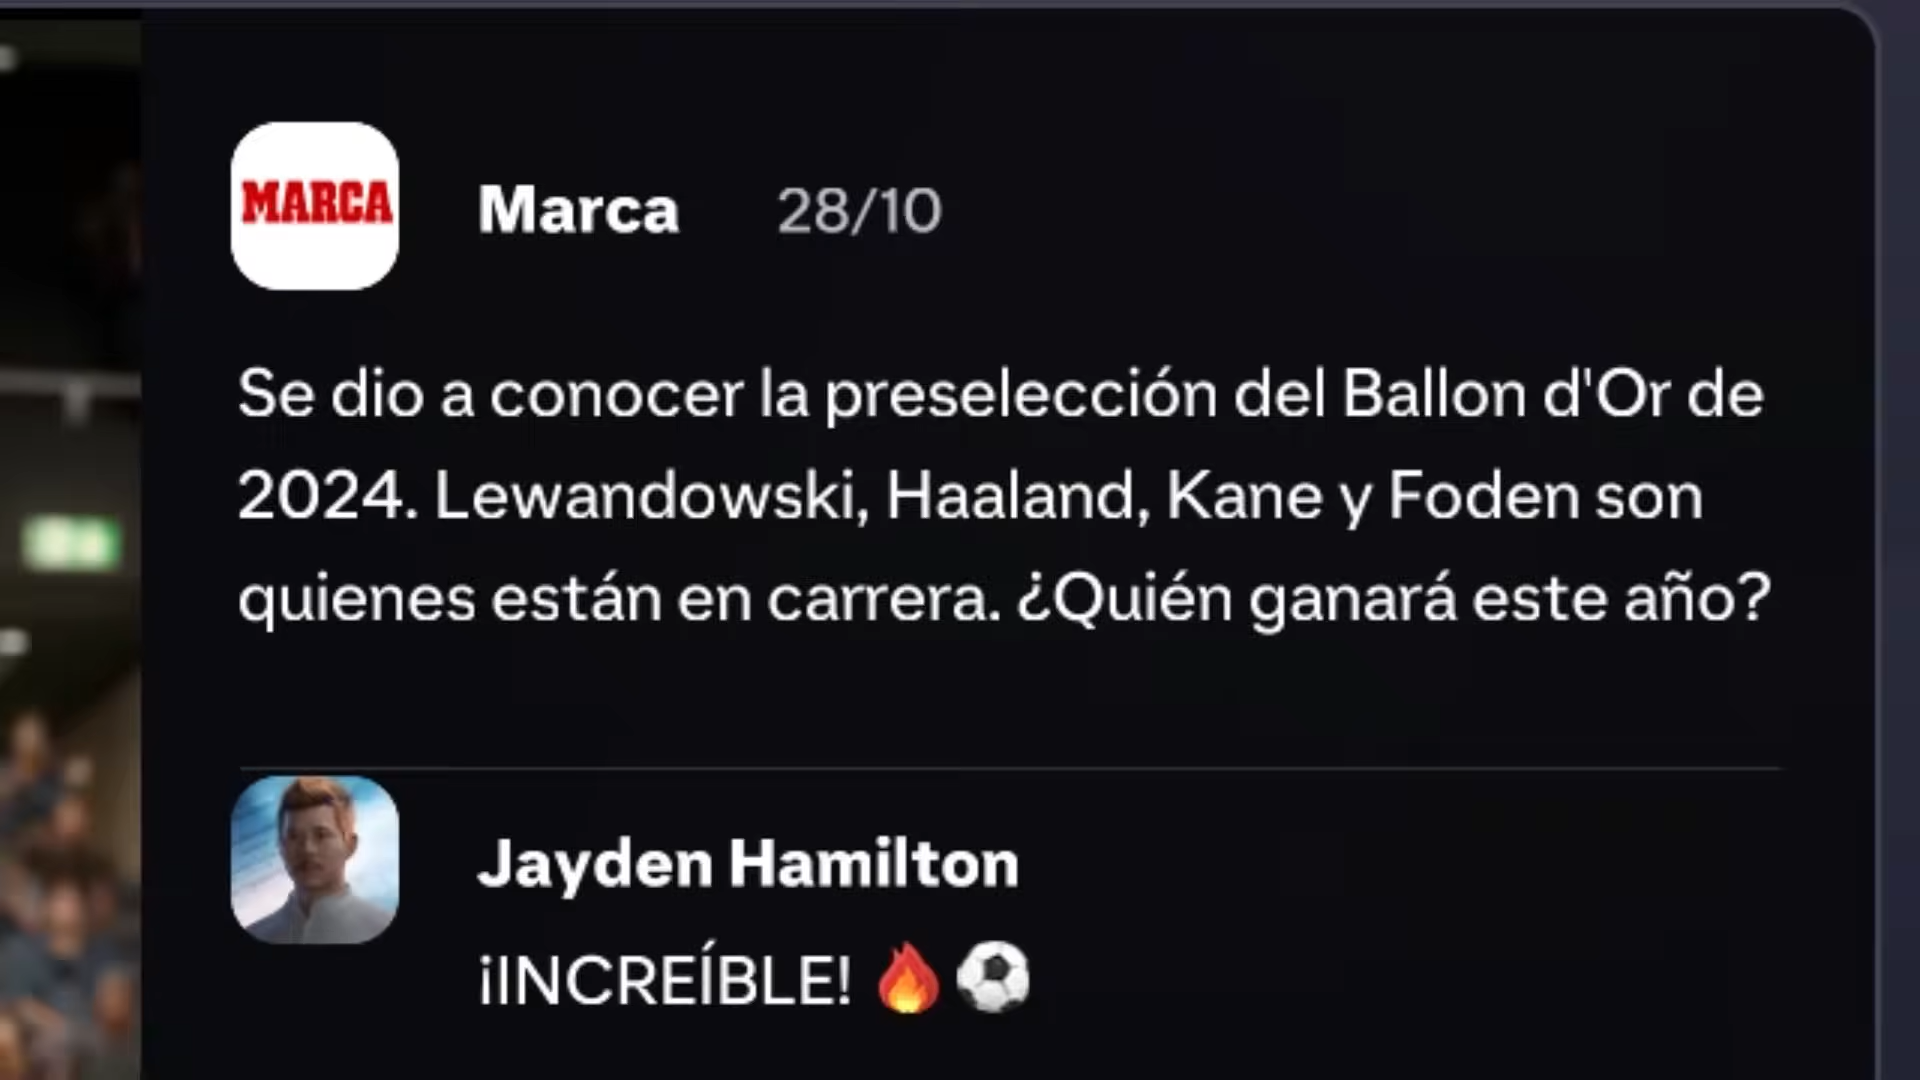 MARCA
Marca 28/10
Se dio a conocer la preselección del Ballon d'Or de
2024. Lewandowski, Haaland, Kane y Foden son
quienes están en carrera. ¿Quién ganará este año?
Jayden Hamilton
¡INCREÍBLE! 🔥⚽